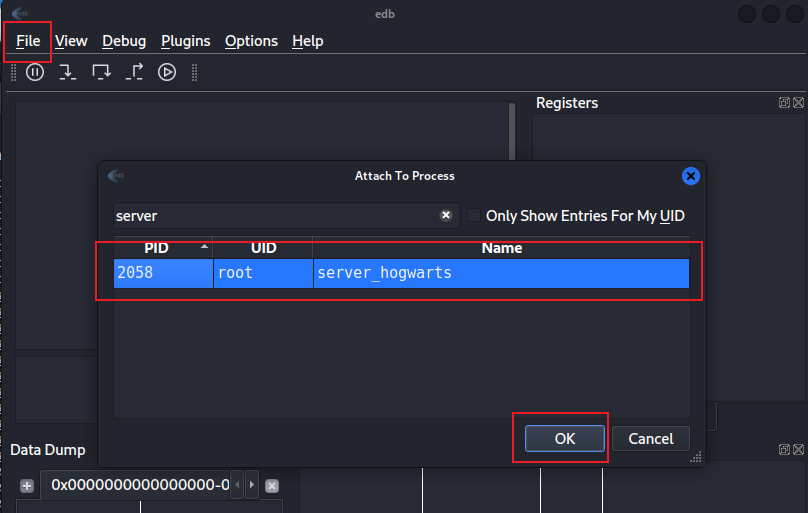 edb
File View Debug Plugins Options Help
Registers
edb
Attach To Process
server
Only Show Entries For My UID
PID UID Name
2058 root server_hogwarts
OK Cancel
Data Dump
0x0000000000000000-0